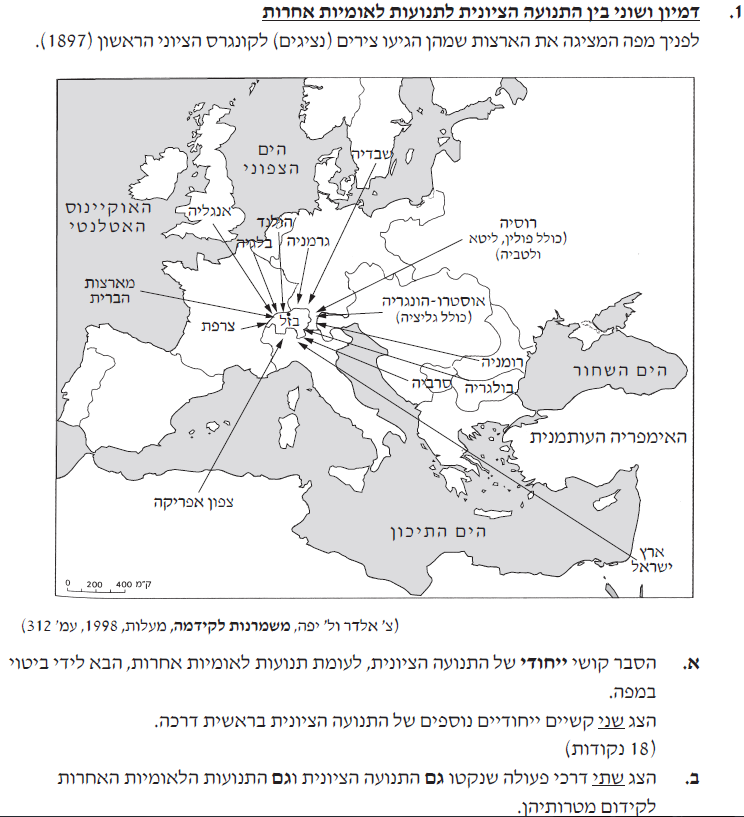 1. דמיון ושוני בין התנועה הציונית לתנועות לאומיות אחרות
לפניך מפה המציגה את הארצות שמהן הגיעו צירים (נציגים) לקונגרס הציוני הראשון (1897).
הים
הצפוני
שבדיה
האוקיינוס
האטלנטי
אנגליה
הולנד
בלגיה
גרמניה
רוסיה
(כולל פולין, ליטא
ולטביה)
מארצות
הברית
אוסטרו-הונגריה
(כולל גליציה)
בזל
צרפת
רומניה
הים השחור
סרביה
בולגריה
האימפריה העותמנית
צפון אפריקה
הים התיכון
ארץ
ישראל
0 200 400 ק"מ
(צ' אלדר ול' יפה, משמרנות לקידמה, מעלות, 1998, עמ' 312)
א. הסבר קושי ייחודי של התנועה הציונית, לעומת תנועות לאומיות אחרות, הבא לידי ביטוי
במפה.
הצג שני קשיים ייחודיים נוספים של התנועה הציונית בראשית דרכה.
(18 נקודות)
ב. הצג שתי דרכי פעולה שנקטו גם התנועה הציונית וגם התנועות הלאומיות האחרות
לקידום מטרותיהן.